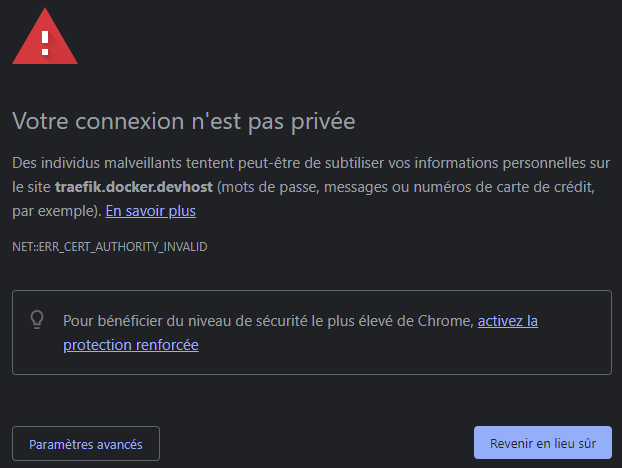 Votre connexion n'est pas privée
Des individus malveillants tentent peut-être de subtiliser vos informations personnelles sur
le site traefik.docker.devhost (mots de passe, messages ou numéros de carte de crédit,
par exemple). En savoir plus
NET::ERR_CERT_AUTHORITY_INVALID
Pour bénéficier du niveau de sécurité le plus élevé de Chrome, activez la
protection renforcée
Paramètres avancés
Revenir en lieu sûr